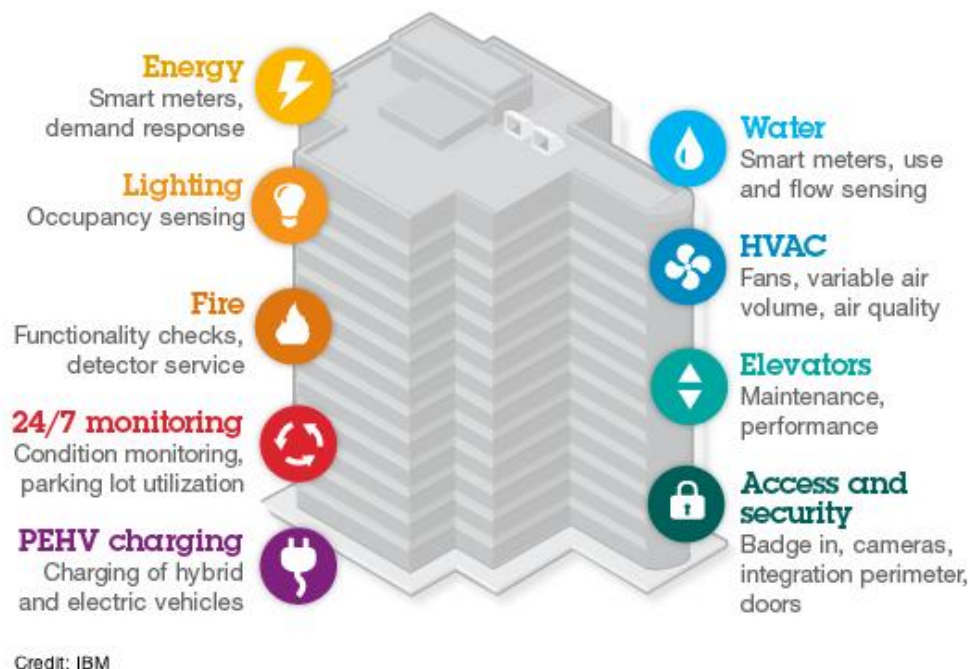 Energy
Smart meters,
demand response
Lighting
Occupancy sensing
Fire
Functionality checks,
detector service
24/7 monitoring
Condition monitoring,
parking lot utilization
PEHV charging
Charging of hybrid
and electric vehicles
Water
Smart meters, use
and flow sensing
HVAC
Fans, variable air
volume, air quality
Elevators
Maintenance,
performance
Access and
security
Badge in, cameras,
integration perimeter,
doors
Credit: IBM